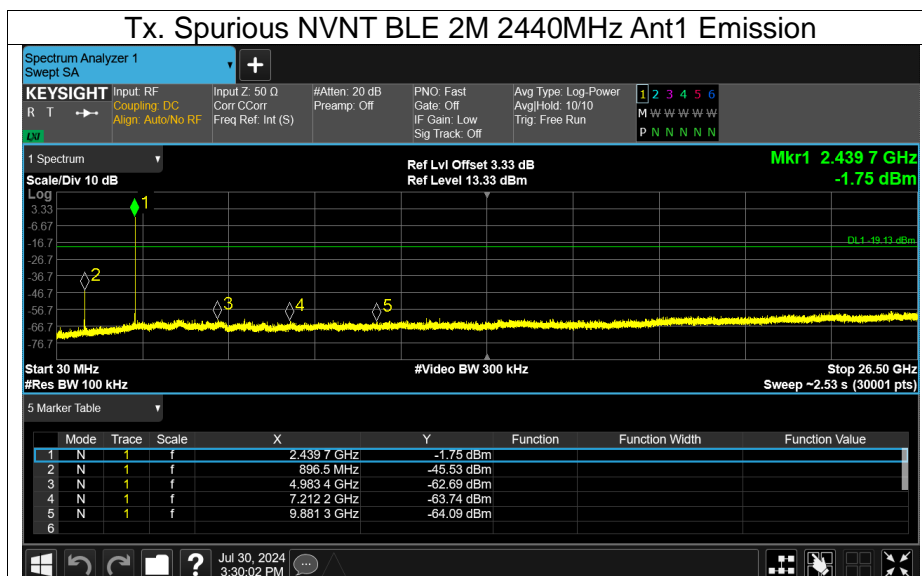 Tx. Spurious NVNT BLE 2M 2440MHz Ant1 Emission
Spectrum Analyzer 1
Swept SA
+
KEYSIGHT
R T
LXI
Input: RF
Coupling: DC
Align: Auto/No RF
Input Z: 50 Ω
Corr CCorr
Freq Ref: Int (S)
#Atten: 20 dB
Preamp: Off
PNO: Fast
Gate: Off
IF Gain: Low
Sig Track: Off
Avg Type: Log-Power
Avg|Hold: 10/10
Trig: Free Run
1 2 3 4 5 6
M W W W W W
P N N N N N
1 Spectrum
Scale/Div 10 dB
Ref Lvl Offset 3.33 dB
Ref Level 13.33 dBm
Mkr1 2.439 7 GHz
-1.75 dBm
Log
3.33
-6.67
-16.7
-26.7
-36.7
-46.7
-56.7
-66.7
-76.7
1
2
3
4
5
DL1 -19.13 dBm
Start 30 MHz
#Res BW 100 kHz
#Video BW 300 kHz
Stop 26.50 GHz
Sweep ~2.53 s (30001 pts)
5 Marker Table
Mode Trace Scale X Y Function Function Width Function Value
1 N 1 f 2.439 7 GHz -1.75 dBm
2 N 1 f 896.5 MHz -45.53 dBm
3 N 1 f 4.983 4 GHz -62.69 dBm
4 N 1 f 7.212 2 GHz -63.74 dBm
5 N 1 f 9.881 3 GHz -64.09 dBm
6
?
Jul 30, 2024
3:30:02 PM